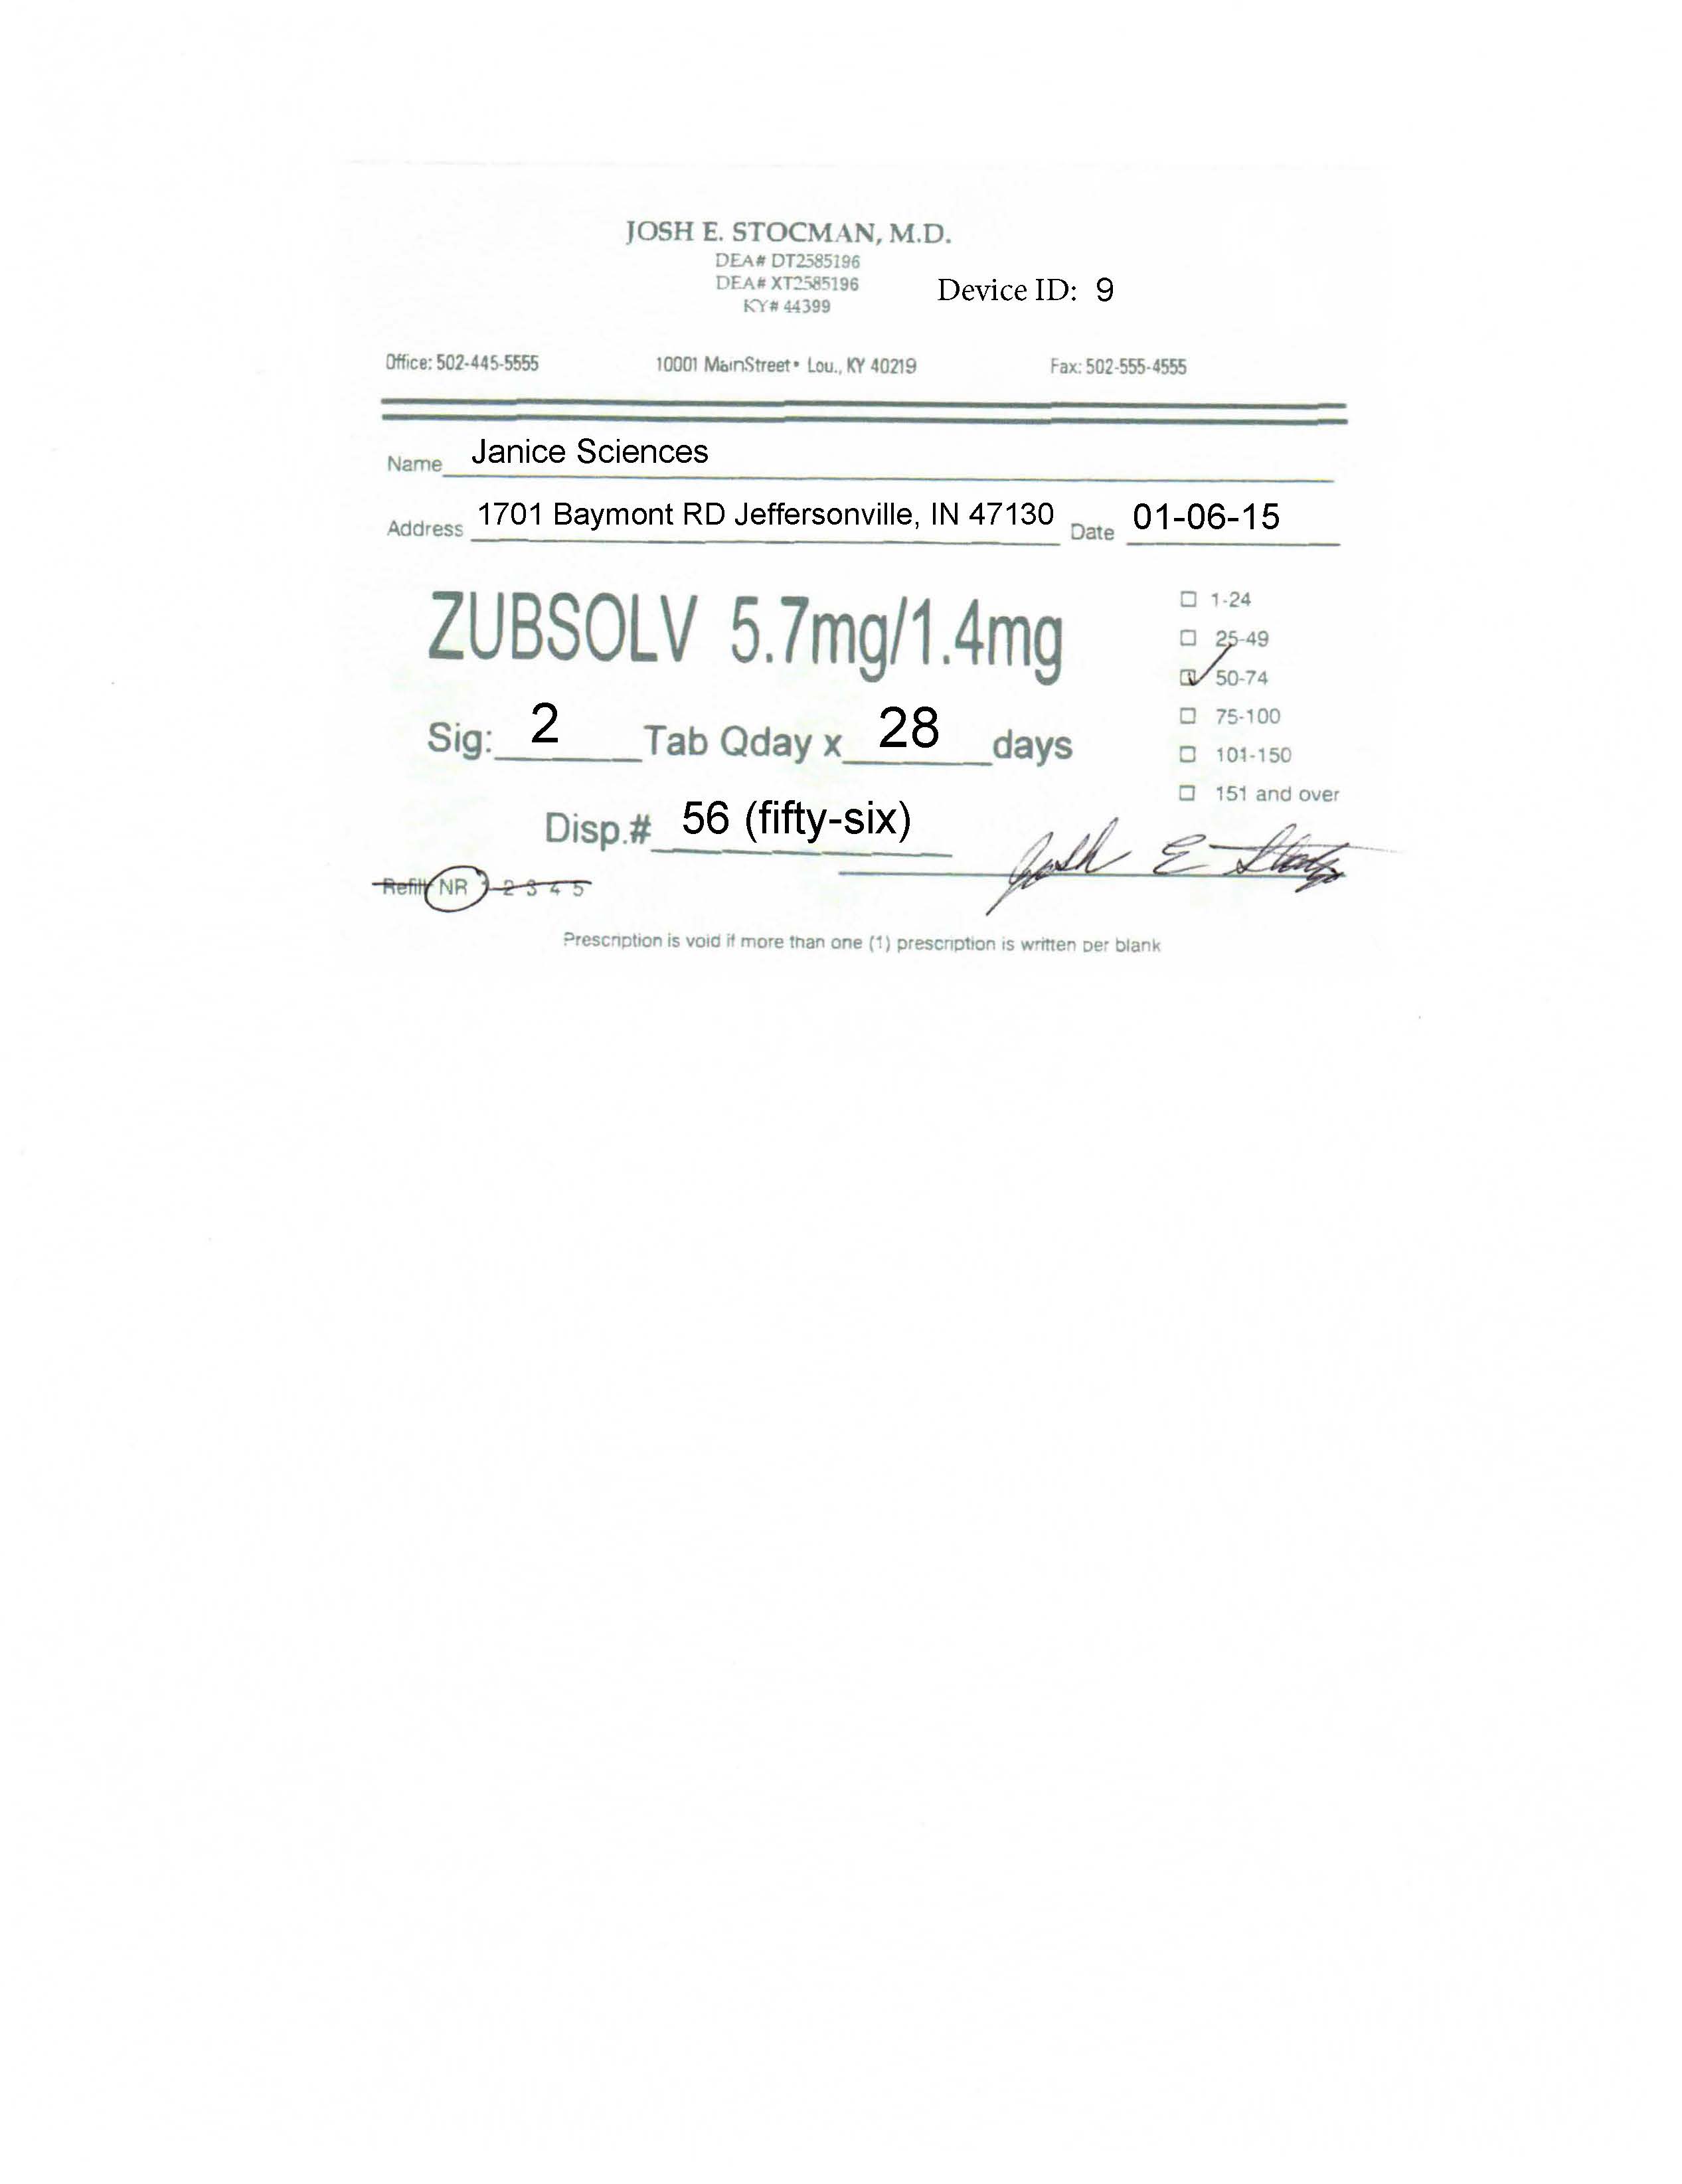 JOSH E. STOCMAN, M.D.
DEA# DT2585196
DEA# XT2585196
KY# 44399
Device ID: 9
Office: 502-445-5555 10001 MainStreet• Lou., KY 40219 Fax: 502-555-4555
Name Janice Sciences
Address 1701 Baymont RD Jeffersonville, IN 47130 Date 01-06-15
ZUBSOLV 5.7mg/1.4mg
Sig: 2 Tab Qday x 28 days
Disp.# 56 (fifty-six)
1-24
25-49
50-74
75-100
101-150
151 and over
Josh E
Refill NR 1 2 3 4 5
Prescription is void if more than one (1) prescription is written per blank